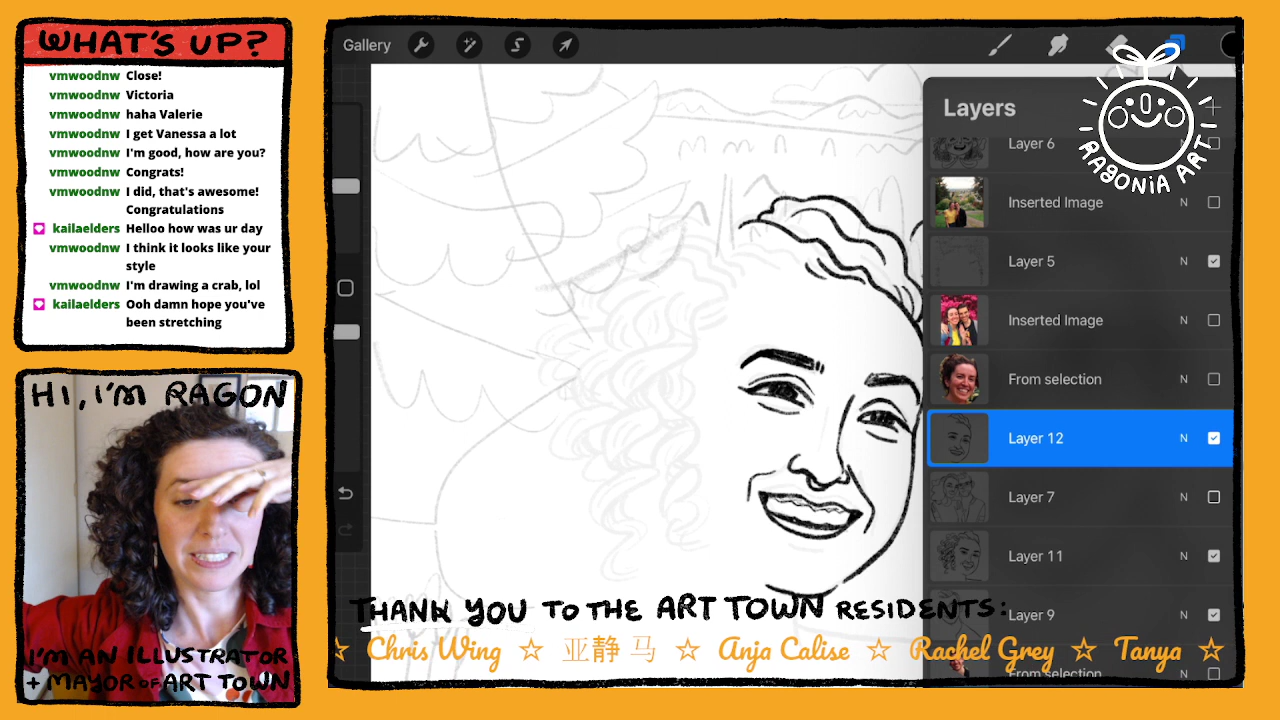 WHAT'S UP?
vmwoodnw Close!
vmwoodnw Victoria
vmwoodnw haha Valerie
vmwoodnw I get Vanessa a lot
vmwoodnw I'm good, how are you?
vmwoodnw Congrats!
vmwoodnw I did, that's awesome!
Congratulations
kailaelders Helloo how was ur day
vmwoodnw I think it looks like your
style
vmwoodnw I'm drawing a crab, lol
kailaelders Ooh damn hope you've
been stretching
HI, I'M RAGON
I'M AN ILLUSTRATOR
+ MAYOR OF ART TOWN
Gallery
Layers
RAGONIA ART
Layer 6
Inserted Image N
Layer 5 N
Inserted Image N
From selection N
Layer 12 N
Layer 7 N
Layer 11 N
Layer 9 N
From selection N
THANK YOU TO THE ART TOWN RESIDENTS:
☆ Chris Wing ☆ 亚静 马 ☆ Anja Calise ☆ Rachel Grey ☆ Tanya ☆